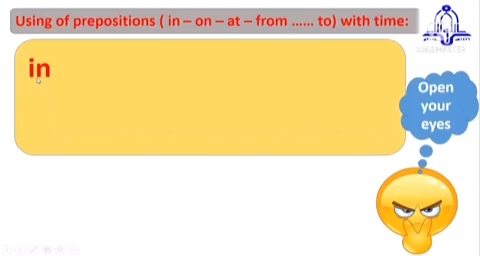 Using of prepositions ( in – on – at – from ...... to) with time:
in
Open
your
eyes